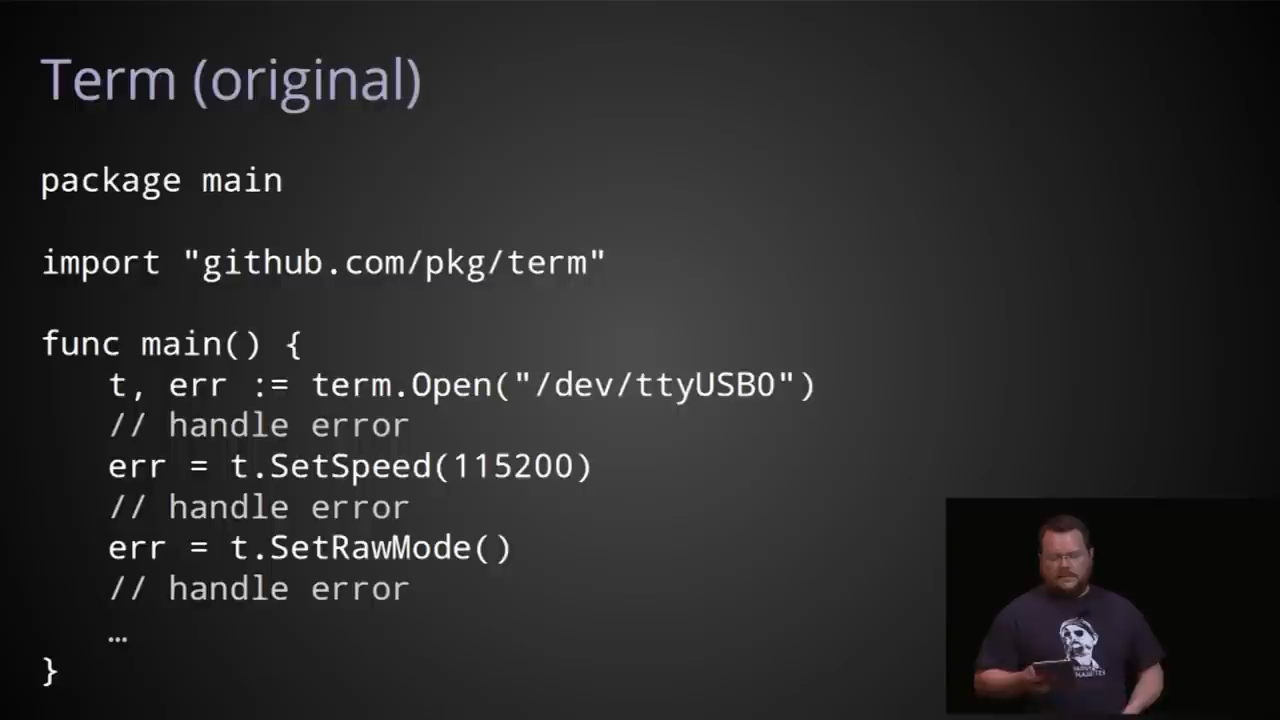 Term (original)
package main
import "github.com/pkg/term"
func main() {
t, err := term.Open("/dev/ttyUSB0")
// handle error
err = t.SetSpeed(115200)
// handle error
err = t.SetRawMode()
// handle error
…
}